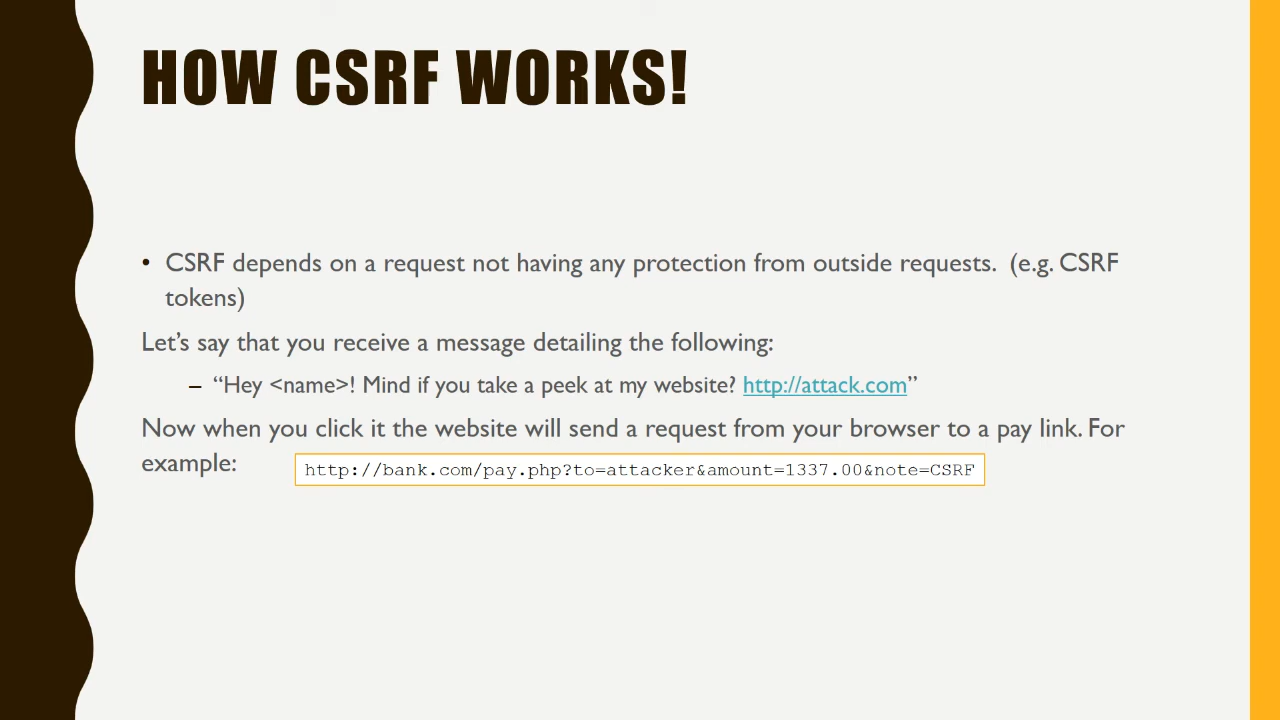 HOW CSRF WORKS!
• CSRF depends on a request not having any protection from outside requests.  (e.g. CSRF
tokens)
Let’s say that you receive a message detailing the following:
– “Hey <name>! Mind if you take a peek at my website? http://attack.com”
Now when you click it the website will send a request from your browser to a pay link. For
example:
http://bank.com/pay.php?to=attacker&amount=1337.00&note=CSRF